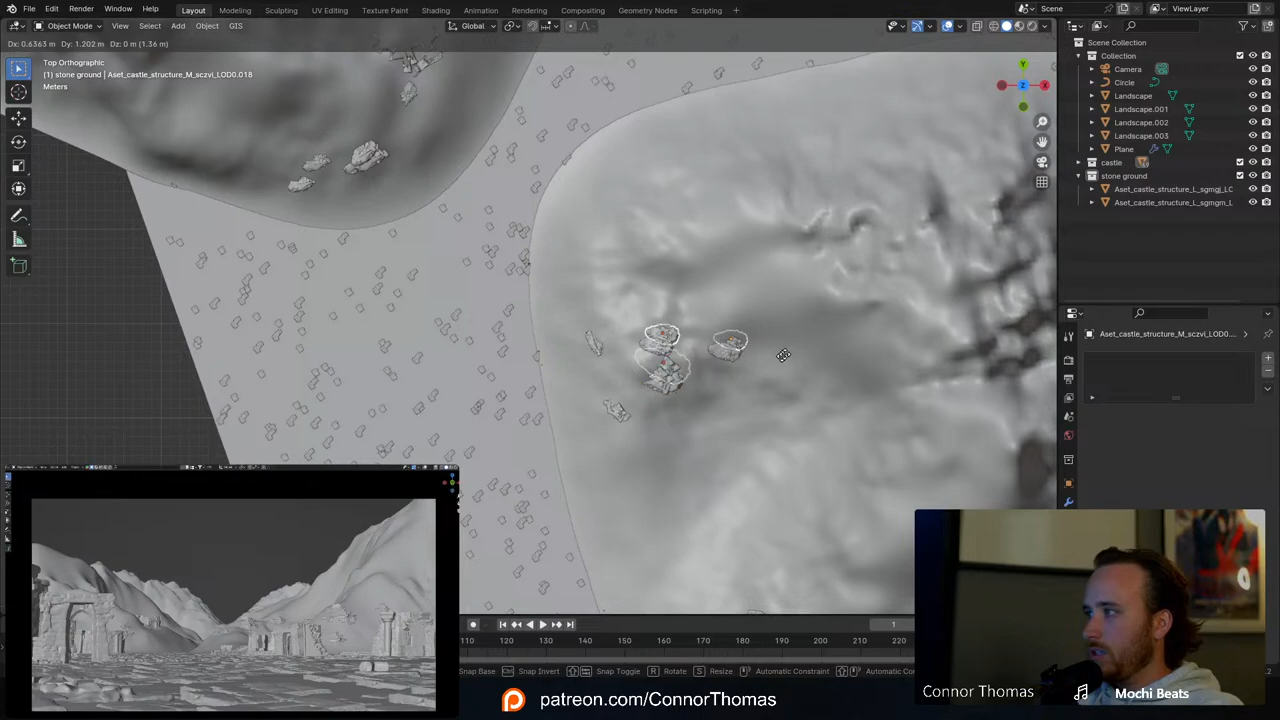 File Edit Render Window Help Layout Modeling Sculpting UV Editing Texture Paint Shading Animation Rendering Compositing Geometry Nodes Scripting Scene ViewLayer
Object Mode View Select Add Object GIS Global
Dx: 0.6363 m Dy: 1.202 m Dz: 0 m (1.36 m)
Top Orthographic
(1) stone ground | Aset_castle_structure_M_sczvi_LOD0.018
Meters
Y
Z
X
Scene Collection
Collection
Camera
Circle
Landscape
Landscape.001
Landscape.002
Landscape.003
Plane
castle
stone ground
Aset_castle_structure_L_sgmgj_LC
Aset_castle_structure_L_sgmgm_L
Aset_castle_structure_M_sczvi_LOD0....
1
110 120 130 140 150 160 170 180 190 200 210 220
Snap Base Ctrl Snap Invert Snap Toggle R Rotate S Resize Automatic Constraint Automatic Co
patreon.com/ConnorThomas
Connor Thomas
Mochi Beats